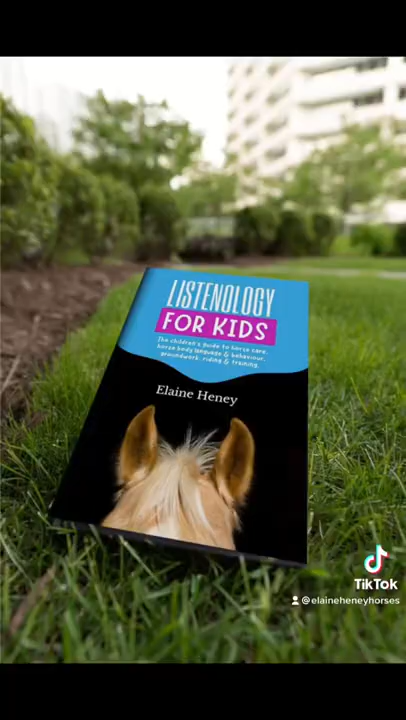 LISTENOLOGY
FOR KIDS
The children's guide to horse care,
horse body language & behaviour,
groundwork, riding & training.
Elaine Heney
TikTok
@elaineheneyhorses